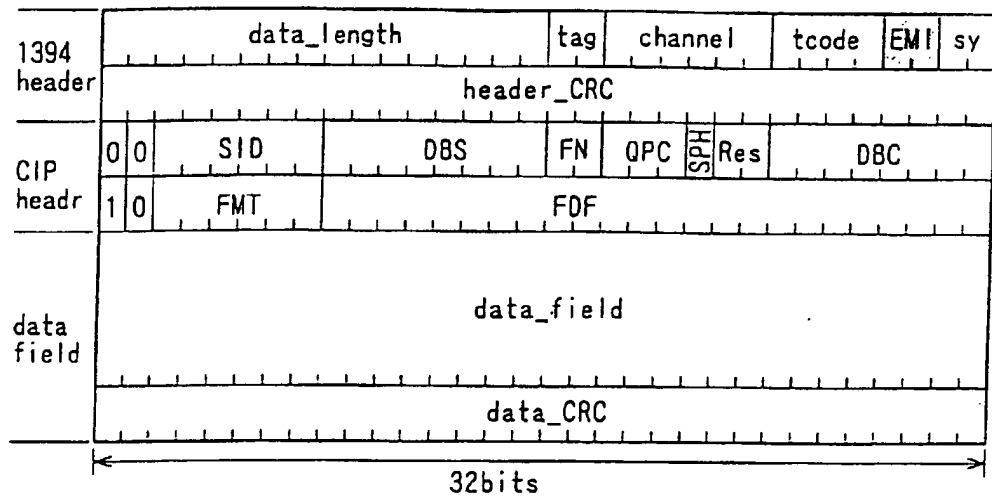 1394 header
data_length tag channel tcode EMI sy
header_CRC
CIP headr
0 0 SID DBS FN QPC SPH Res DBC
1 0 FMT FDF
data field
data_field
data_CRC
32bits